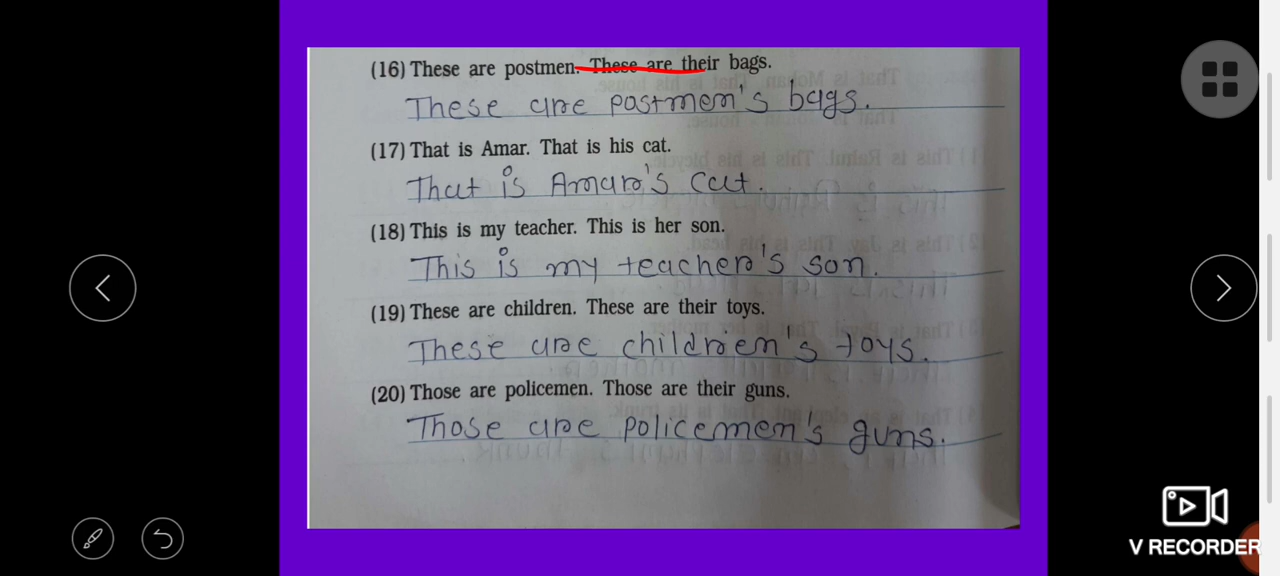 (16) These are postmen. These are their bags.
These are postmen's bags.
(17) That is Amar. That is his cat.
That is Amar's cat.
(18) This is my teacher. This is her son.
This is my teacher's son.
(19) These are children. These are their toys.
These are children's toys.
(20) Those are policemen. Those are their guns.
Those are policemen's guns.
V RECORDER